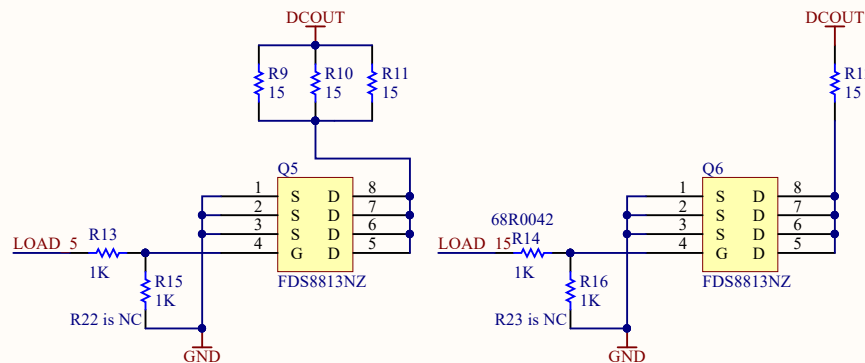 DCOUT
R9
15
R10
15
R11
15
Q5
1
2
3
4
S
S
S
G
D
D
D
D
8
7
6
5
FDS8813NZ
LOAD_5
R13
1K
R15
1K
R22 is NC
GND
DCOUT
R1
15
Q6
1
2
3
4
S
S
S
G
D
D
D
D
8
7
6
5
FDS8813NZ
68R0042
LOAD_15
R14
1K
R16
1K
R23 is NC
GND